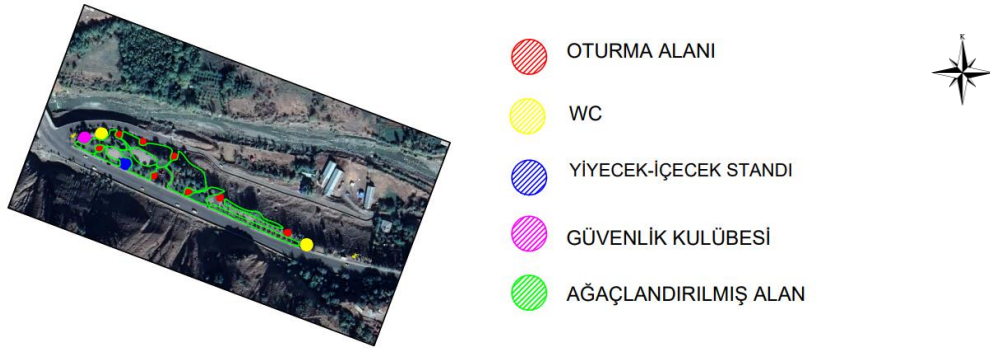 K
OTURMA ALANI
WC
YİYECEK-İÇECEK STANDI
GÜVENLİK KULÜBESİ
AĞAÇLANDIRILMIŞ ALAN